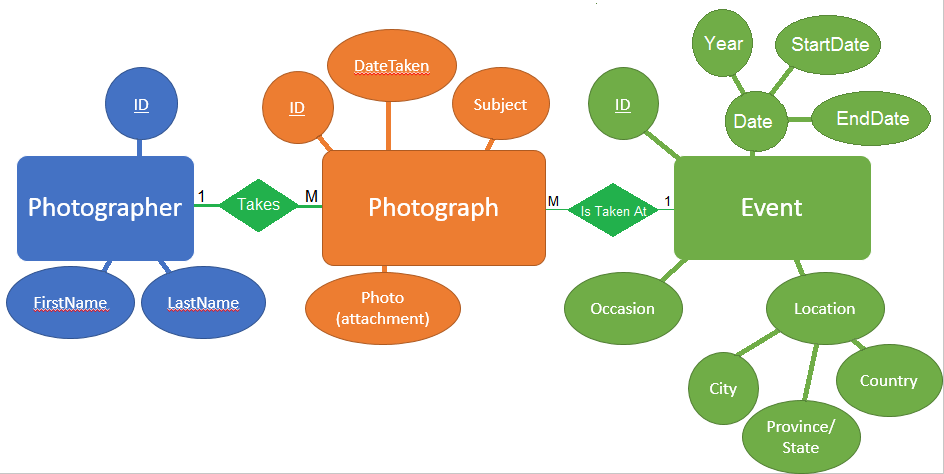 Year
StartDate
DateTaken
ID
ID
Subject
ID
Date
EndDate
Photographer
1
Takes
M
Photograph
M
Is Taken At
1
Event
FirstName
LastName
Photo
(attachment)
Occasion
Location
City
Country
Province/
State